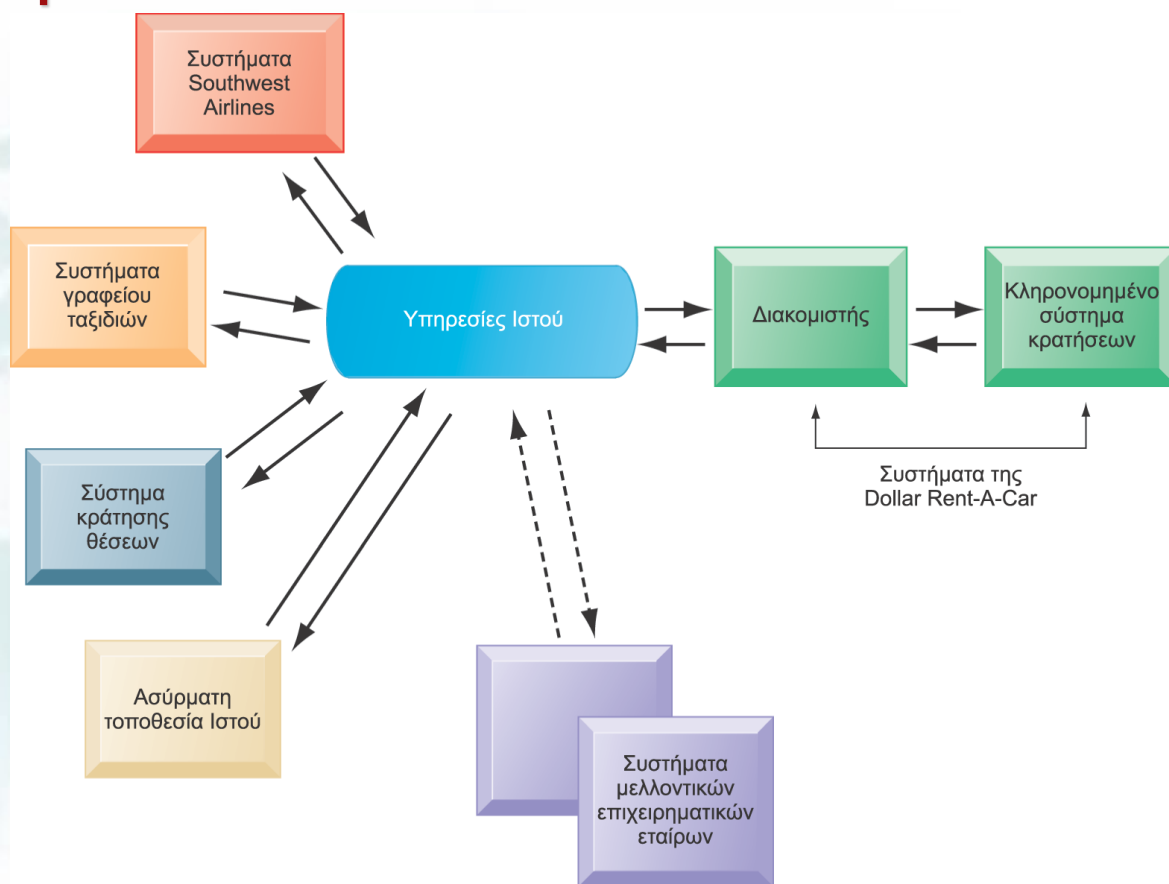 Συστήματα
Southwest
Airlines
Συστήματα
γραφείου
ταξιδιών
Υπηρεσίες Ιστού
Διακομιστής
Κληρονομημένο
σύστημα
κρατήσεων
Συστήματα της
Dollar Rent-A-Car
Σύστημα
κράτησης
θέσεων
Ασύρματη
τοποθεσία Ιστού
Συστήματα
μελλοντικών
επιχειρηματικών
εταίρων